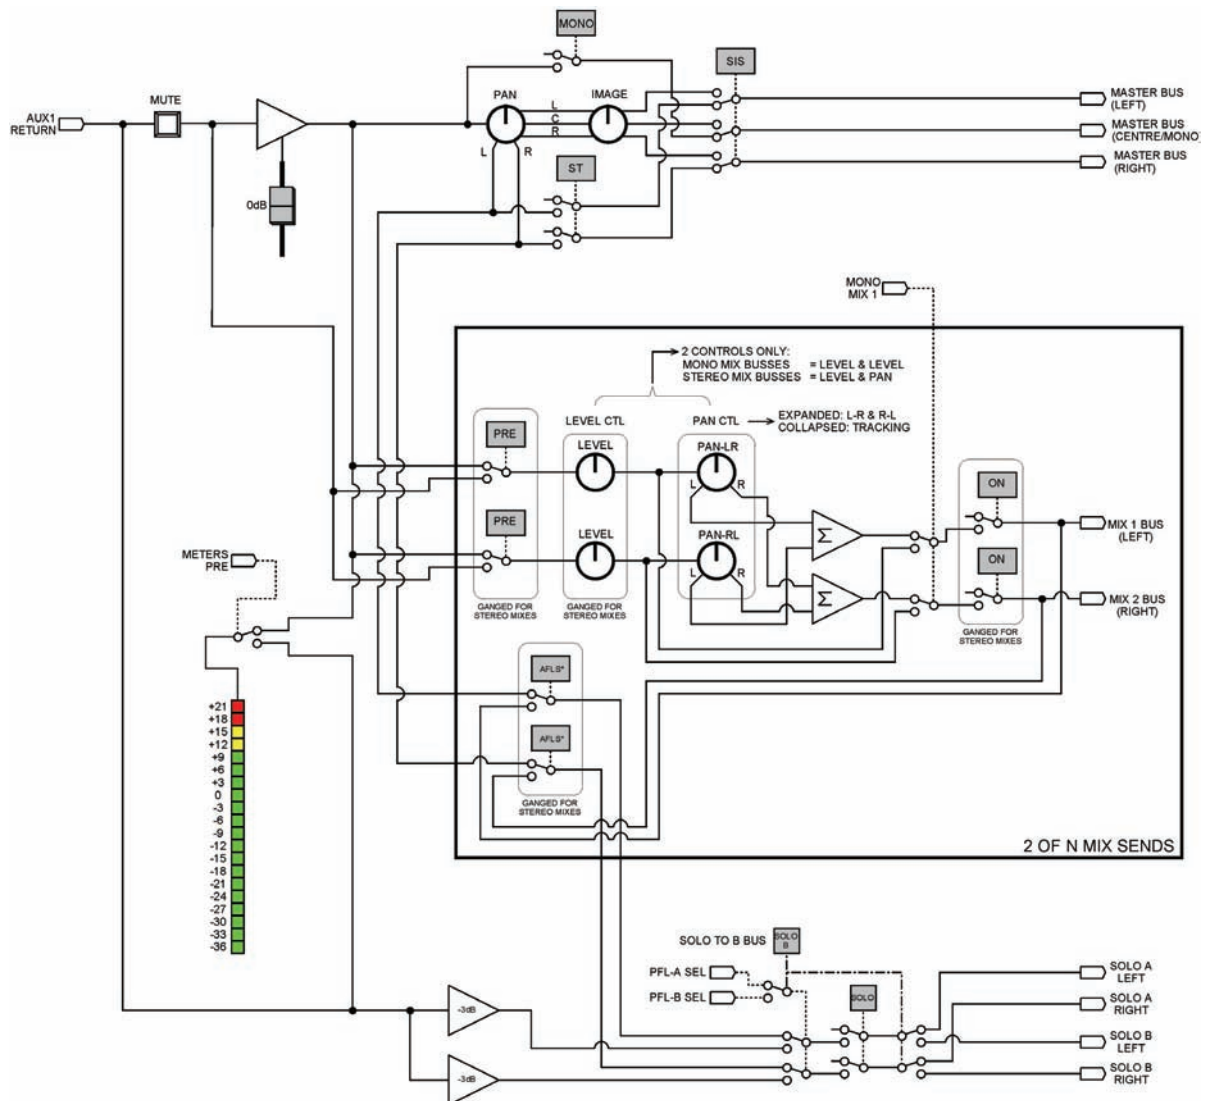 MONO
SIS
MUTE
PAN
IMAGE
L
C
R
AUX1
RETURN
MASTER BUS
(LEFT)
MASTER BUS
(CENTRE/MONO)
MASTER BUS
(RIGHT)
L
R
ST
0dB
MONO
MIX 1
2 CONTROLS ONLY:
MONO MIX BUSSES = LEVEL & LEVEL
STEREO MIX BUSSES = LEVEL & PAN
LEVEL CTL
PAN CTL
EXPANDED: L-R & R-L
COLLAPSED: TRACKING
PRE
LEVEL
PAN-LR
L
R
ON
PRE
LEVEL
PAN-RL
L
R
Σ
Σ
ON
MIX 1 BUS
(LEFT)
MIX 2 BUS
(RIGHT)
METERS
PRE
GANGED FOR
STEREO MIXES
GANGED FOR
STEREO MIXES
GANGED FOR
STEREO MIXES
AFLS*
AFLS*
GANGED FOR
STEREO MIXES
2 OF N MIX SENDS
+21
+18
+15
+12
+9
+6
+3
0
-3
-6
-9
-12
-15
-18
-21
-24
-27
-30
-33
-36
SOLO TO B BUS
SOLO
B
PFL-A SEL
PFL-B SEL
SOLO
-3dB
-3dB
SOLO A
LEFT
SOLO A
RIGHT
SOLO B
LEFT
SOLO B
RIGHT